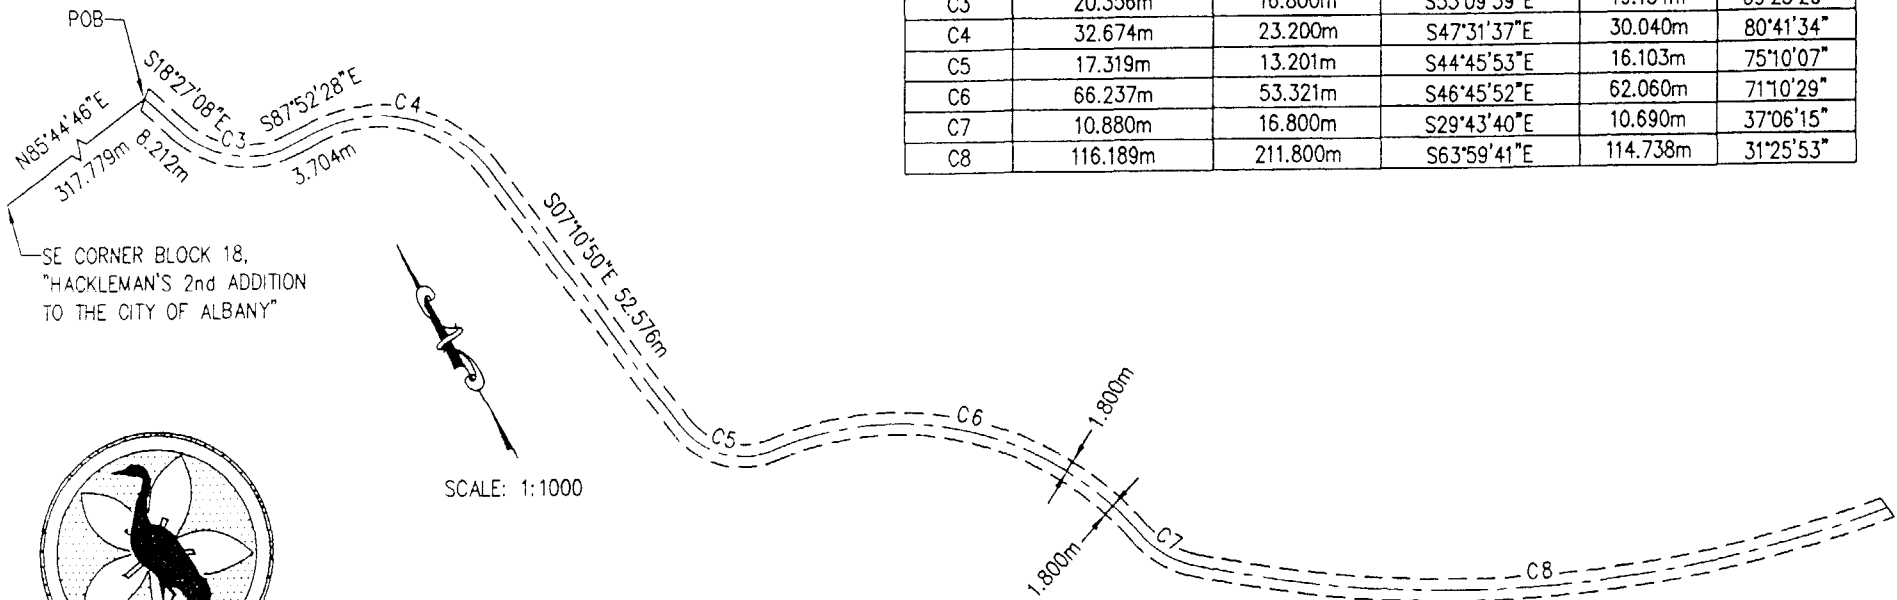 POB
N85°44'46"E
317.779m
S18°27'08"E
8.212m
C3
S87°52'28"E
3.704m
C4
S07°10'50"E 52.576m
C5
C6
1.800m
1.800m
C7
C8
SE CORNER BLOCK 18,
"HACKLEMAN'S 2nd ADDITION
TO THE CITY OF ALBANY"
SCALE: 1:1000
C3 20.356m 16.800m S53°09'39"E
C4 32.674m 23.200m S47°31'37"E 30.040m 80°41'34"
C5 17.319m 13.201m S44°45'53"E 16.103m 75°10'07"
C6 66.237m 53.321m S46°45'52"E 62.060m 71°10'29"
C7 10.880m 16.800m S29°43'40"E 10.690m 37°06'15"
C8 116.189m 211.800m S63°59'41"E 114.738m 31°25'53"